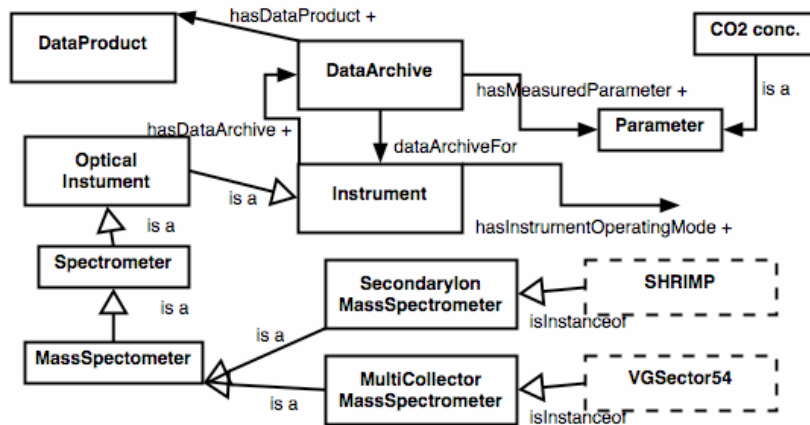 hasDataProduct +
DataProduct
CO2 conc.
DataArchive
is a
hasMeasuredParameter +
hasDataArchive +
Parameter
dataArchiveFor
Optical
Instument
is a
Instrument
is a
hasInstrumentOperatingMode +
Spectrometer
SecondaryIon
MassSpectrometer
SHRIMP
is a
isInstanceof
is a
MassSpectometer
MultiCollector
MassSpectrometer
VGSector54
is a
isInstanceof